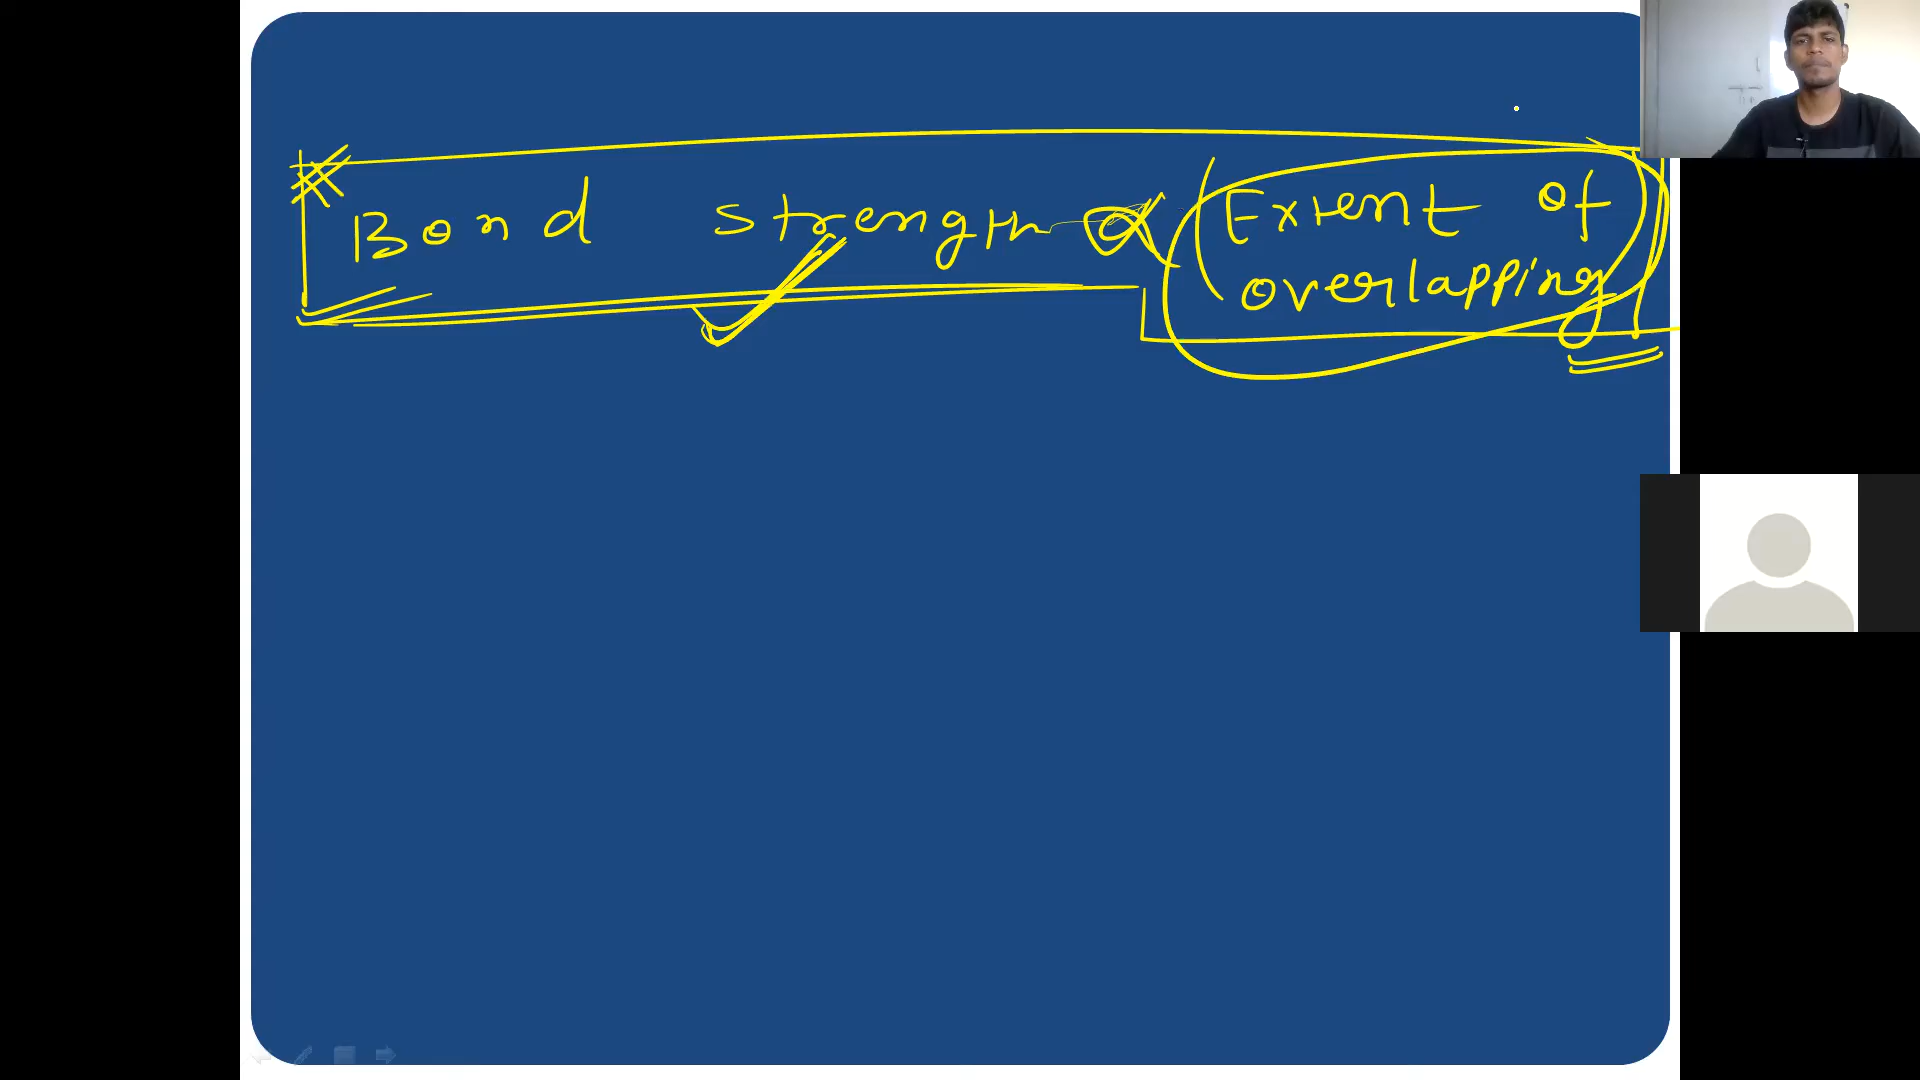 Bond strength ∝ (Extent of
overlapping)